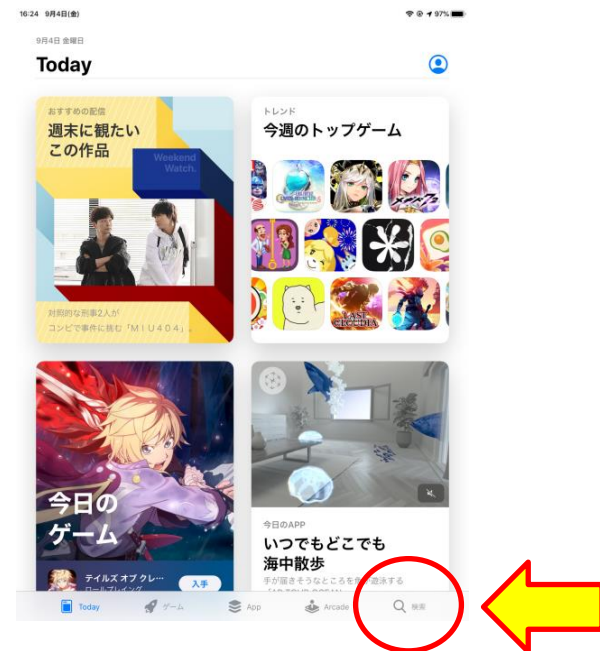 16:24 9月4日(金)
97%
9月4日 金曜日
Today
おすすめの配信
週末に観たい
この作品
Weekend
Watch.
対照的な刑事2人が
コンビで事件に挑む「ＭＩＵ４０４」。
トレンド
今週のトップゲーム
LAST
今日の
ゲーム
テイルズ オブ クレ…
ロールプレイング
入手
今日のAPP
いつでもどこでも
海中散歩
手が届きそうなところを魚が遊泳する
Today
ゲーム
App
Arcade
検索